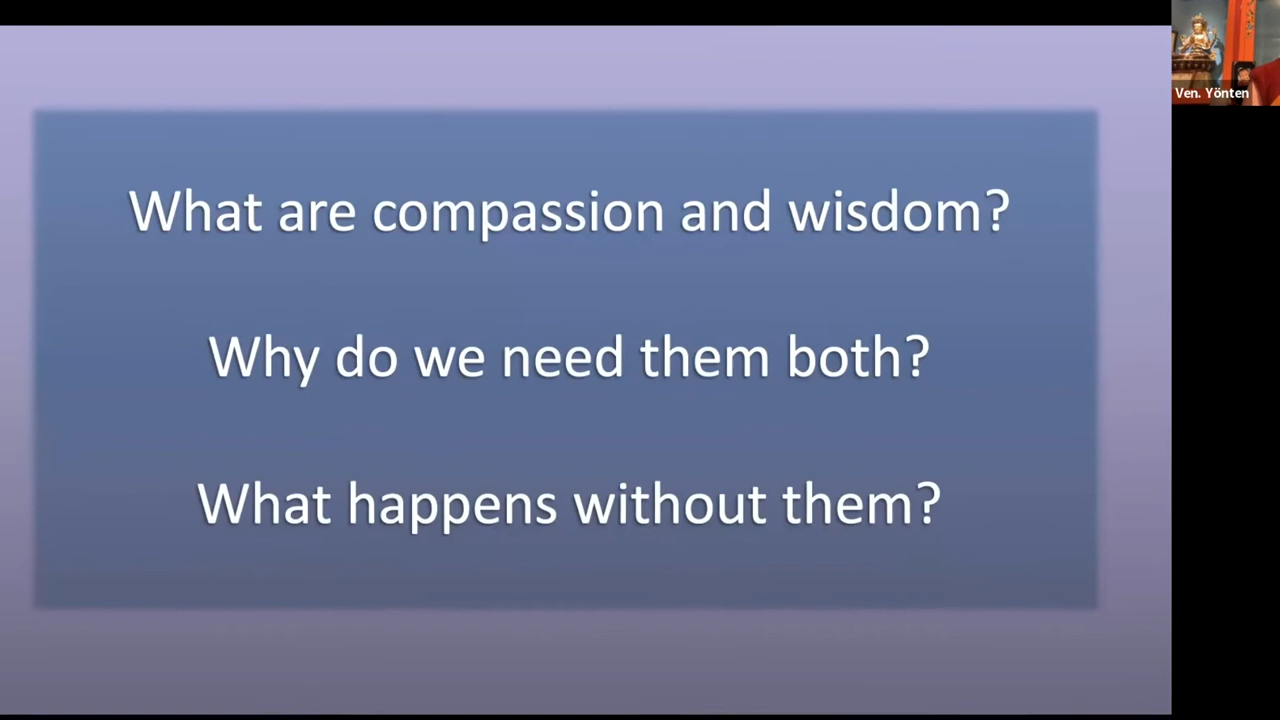 What are compassion and wisdom?
Why do we need them both?
What happens without them?
Ven. Yönten